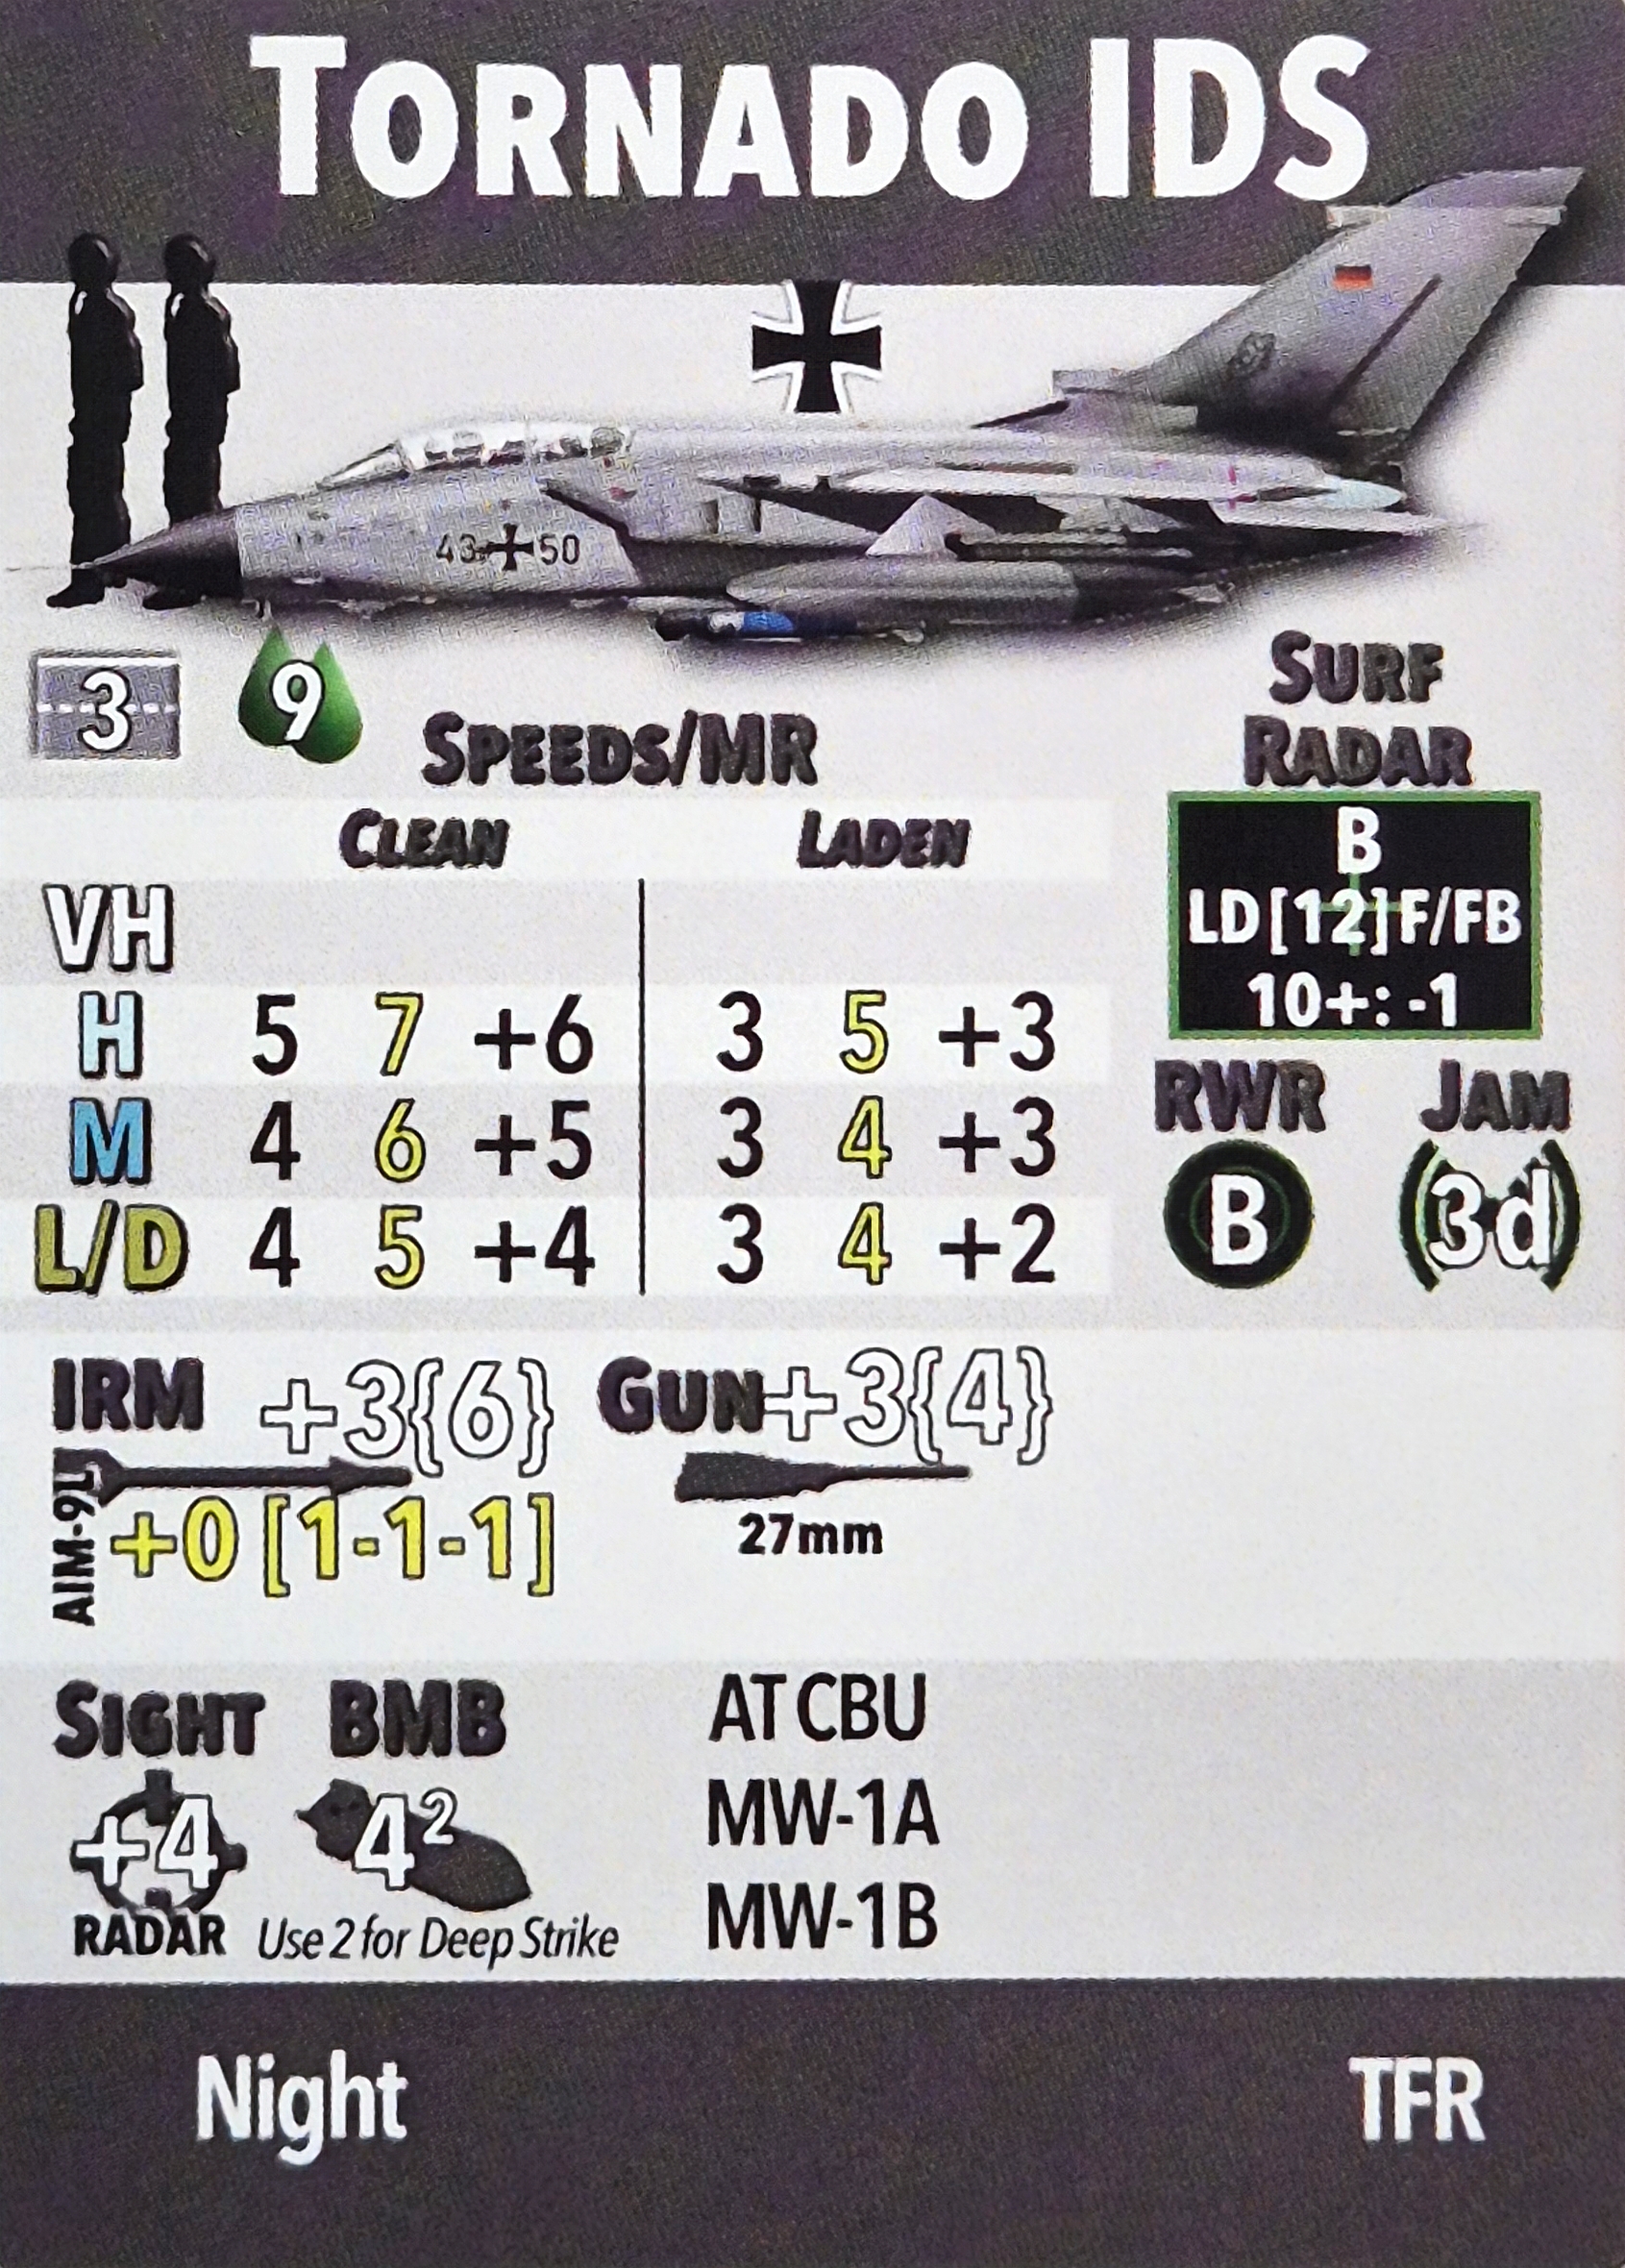 TORNADO IDS
43 50
3 9
SPEEDS/MR
SURF
RADAR
CLEAN LADEN
B
LD[12]F/FB
10+: -1
VH
H 5 7 +6 3 5 +3
M 4 6 +5 3 4 +3
L/D 4 5 +4 3 4 +2
RWR JAM
B (3d)
IRM +3{6} GUN +3{4}
AIM-9L
+0 [1-1-1]
27mm
SIGHT BMB
+4 4²
RADAR Use 2 for Deep Strike
AT CBU
MW-1A
MW-1B
Night TFR